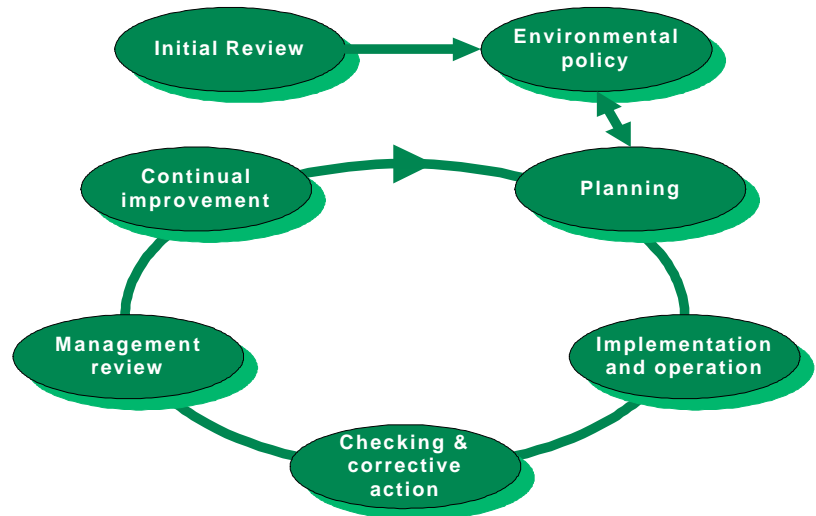 Initial Review
Environmental
policy
Continual
improvement
Planning
Management
review
Implementation
and operation
Checking &
corrective
action